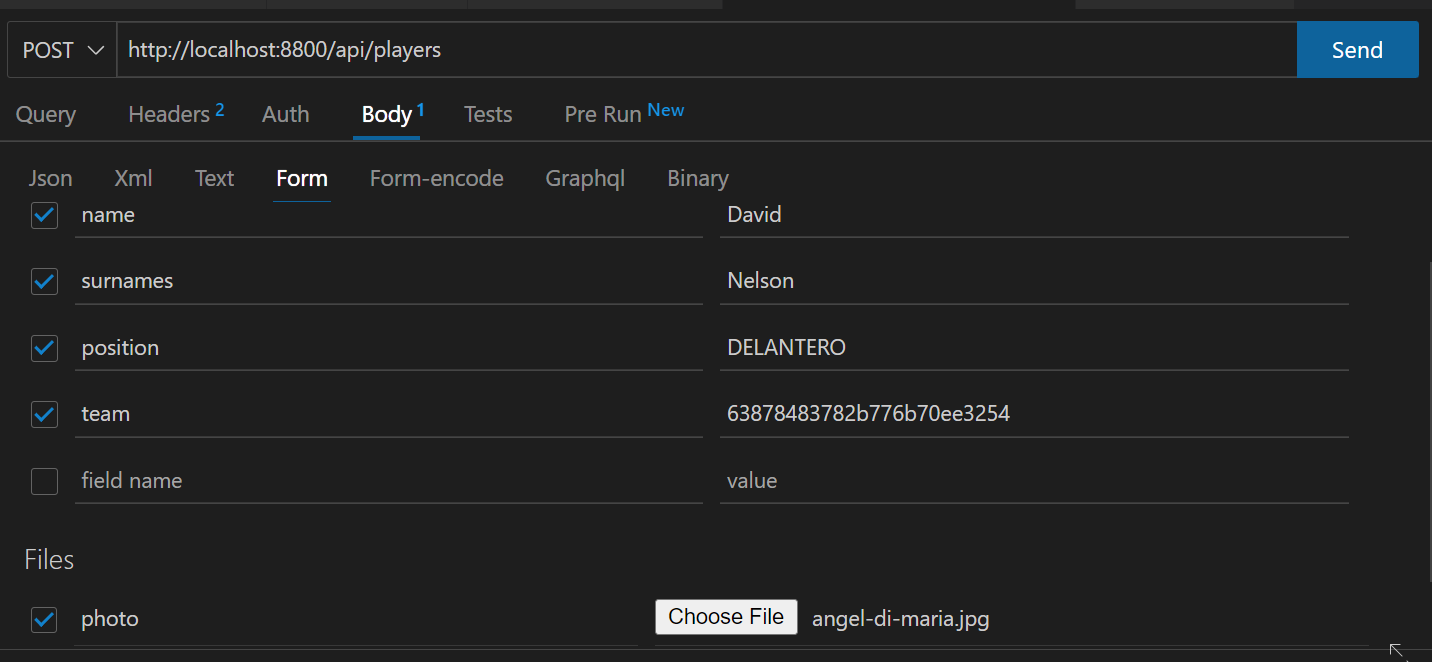 POST http://localhost:8800/api/players Send
Query Headers 2 Auth Body 1 Tests Pre Run New
Json Xml Text Form Form-encode Graphql Binary
name David
surnames Nelson
position DELANTERO
team 63878483782b776b70ee3254
field name value
Files
photo Choose File angel-di-maria.jpg